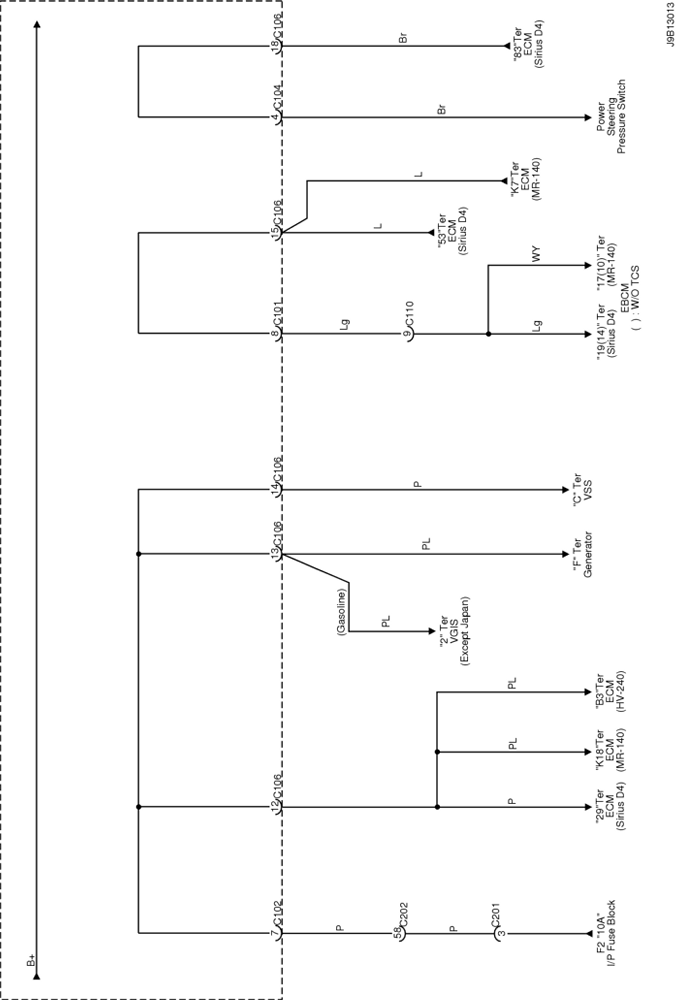 B+
7 C102
12 C106
13 C106
14 C106
8 C101
15 C106
4 C104
18 C106
P
58 C202
P
3 C201
F2 "10A"
I/P Fuse Block
P
"29"Ter
ECM
(Sirius D4)
PL
"K18"Ter
ECM
(MR-140)
PL
"B3"Ter
ECM
(HV-240)
(Gasoline)
PL
"2" Ter
VGIS
(Except Japan)
PL
"F" Ter
Generator
P
"C" Ter
VSS
Lg
9 C110
Lg
"19(14)" Ter
(Sirius D4)
WY
"17(10)" Ter
(MR-140)
EBCM
( ) : W/O TCS
L
"53"Ter
ECM
(Sirius D4)
L
"K7"Ter
ECM
(MR-140)
Br
Power
Steering
Pressure Switch
Br
"83"Ter
ECM
(Sirius D4)
J9B13013